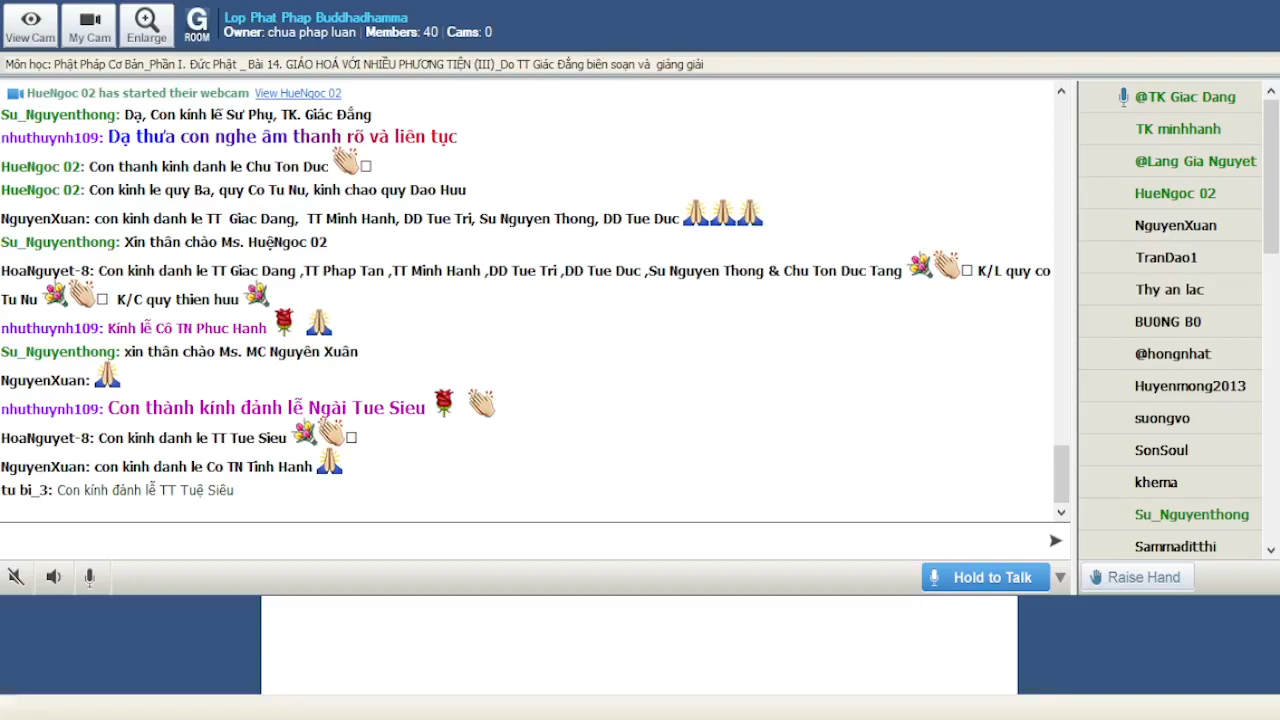 View Cam
My Cam
Enlarge
G ROOM
Lop Phat Phap Buddhadhamma
Owner: chua phap luan | Members: 40 | Cams: 0
Môn học: Phật Pháp Cơ Bản_Phần I. Đức Phật _ Bài 14. GIÁO HOÁ VỚI NHIỀU PHƯƠNG TIỆN (III)_Do TT Giác Đẳng biên soạn và giảng giải
HueNgoc 02 has started their webcam View HueNgoc 02
Su_Nguyenthong: Dạ, Con kính lễ Sư Phụ, TK. Giác Đẳng
nhuthuynh109: Dạ thưa con nghe âm thanh rõ và liên tục
HueNgoc 02: Con thanh kinh danh le Chu Ton Duc
HueNgoc 02: Con kinh le quy Ba, quy Co Tu Nu, kinh chao quy Dao Huu
NguyenXuan: con kinh danh le TT Giac Dang, TT Minh Hanh, DD Tue Tri, Su Nguyen Thong, DD Tue Duc
Su_Nguyenthong: Xin thân chào Ms. HuệNgọc 02
HoaNguyet-8: Con kinh danh le TT Giac Dang ,TT Phap Tan ,TT Minh Hanh ,DD Tue Tri ,DD Tue Duc ,Su Nguyen Thong & Chu Ton Duc Tang K/L quy co
Tu Nu K/C quy thien huu
nhuthuynh109: Kính lễ Cô TN Phuc Hanh
Su_Nguyenthong: xin thân chào Ms. MC Nguyên Xuân
NguyenXuan:
nhuthuynh109: Con thành kính đảnh lễ Ngài Tue Sieu
HoaNguyet-8: Con kinh danh le TT Tue Sieu
NguyenXuan: con kinh danh le Co TN Tinh Hanh
tu bi_3: Con kính đảnh lễ TT Tuệ Siêu
@TK Giac Dang
TK minhhanh
@Lang Gia Nguyet
HueNgoc 02
NguyenXuan
TranDao1
Thy an lac
BU0NG B0
@hongnhat
Huyenmong2013
suongvo
SonSoul
khema
Su_Nguyenthong
Sammaditthi
Hold to Talk
Raise Hand